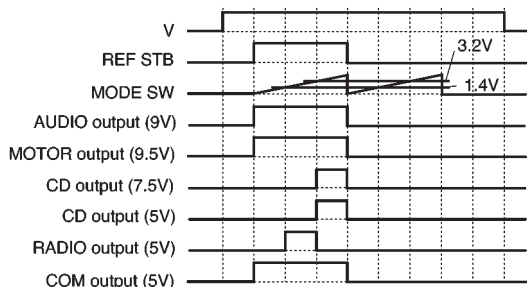 V
REF STB
3.2V
MODE SW
1.4V
AUDIO output (9V)
MOTOR output (9.5V)
CD output (7.5V)
CD output (5V)
RADIO output (5V)
COM output (5V)